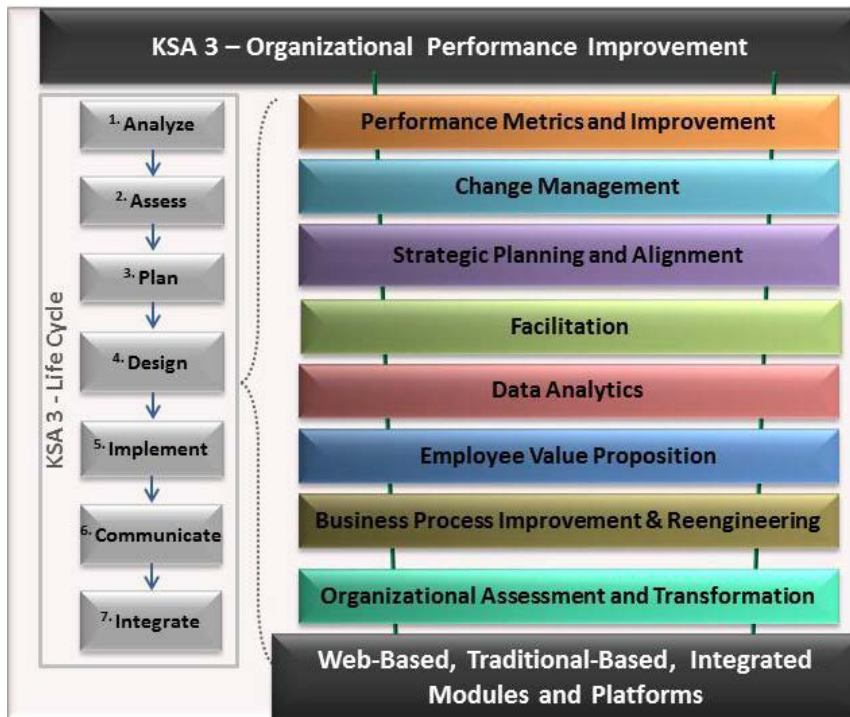 KSA 3 – Organizational Performance Improvement
KSA 3 - Life Cycle
1. Analyze
2. Assess
3. Plan
4. Design
5. Implement
6. Communicate
7. Integrate
Performance Metrics and Improvement
Change Management
Strategic Planning and Alignment
Facilitation
Data Analytics
Employee Value Proposition
Business Process Improvement & Reengineering
Organizational Assessment and Transformation
Web-Based, Traditional-Based, Integrated
Modules and Platforms